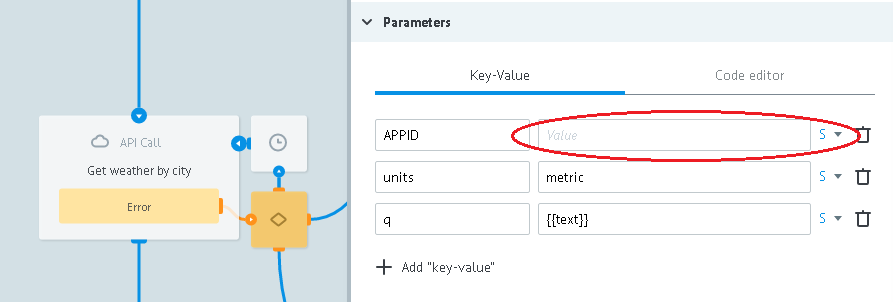 Parameters
Key-Value
Code editor
API Call
APPID
Value
S
Get weather by city
units
metric
S
Error
q
{{text}}
S
Add "key-value"